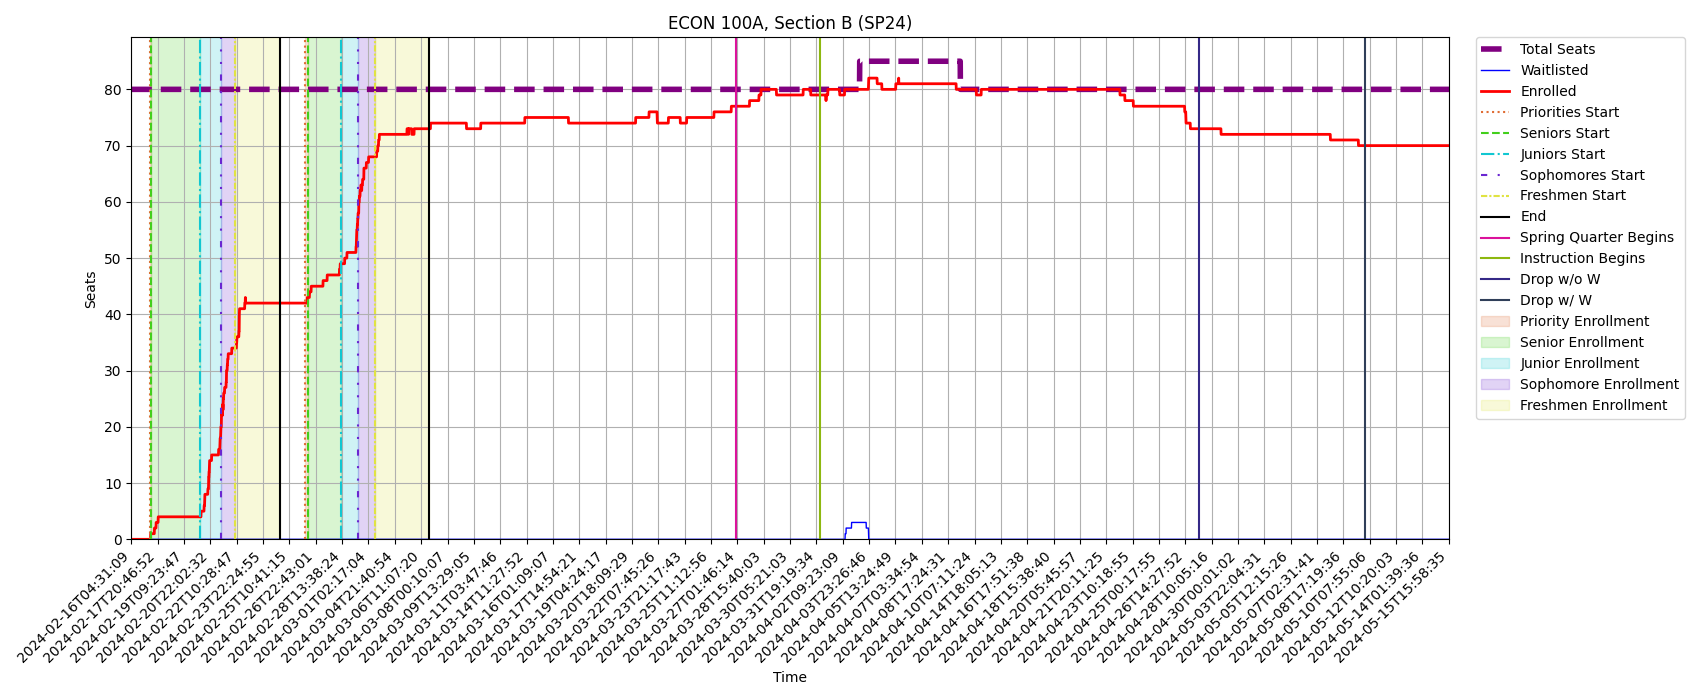 ECON 100A, Section B (SP24)
Seats
80
70
60
50
40
30
20
10
0
2024-02-16T04:31:09
2024-02-17T20:46:52
2024-02-19T09:23:47
2024-02-20T22:02:32
2024-02-22T10:28:47
2024-02-23T22:24:55
2024-02-25T10:41:15
2024-02-26T22:43:01
2024-02-28T13:38:24
2024-03-01T02:17:04
2024-03-04T21:40:54
2024-03-06T11:07:20
2024-03-08T00:10:07
2024-03-09T13:29:05
2024-03-11T03:47:46
2024-03-14T11:27:52
2024-03-16T01:09:07
2024-03-17T14:54:21
2024-03-19T04:24:17
2024-03-20T18:09:29
2024-03-22T07:45:26
2024-03-23T21:17:43
2024-03-25T11:12:56
2024-03-27T01:46:14
2024-03-28T15:40:03
2024-03-30T05:21:03
2024-03-31T19:19:34
2024-04-02T09:23:09
2024-04-03T23:26:46
2024-04-05T13:24:49
2024-04-07T03:34:54
2024-04-08T17:24:31
2024-04-10T07:11:24
2024-04-14T18:05:13
2024-04-16T17:51:38
2024-04-18T15:38:40
2024-04-20T05:45:57
2024-04-21T20:11:25
2024-04-23T10:18:55
2024-04-25T00:17:55
2024-04-26T14:27:52
2024-04-28T10:05:16
2024-04-30T00:01:02
2024-05-03T22:04:31
2024-05-05T12:15:26
2024-05-07T02:31:41
2024-05-08T17:19:36
2024-05-10T07:55:06
2024-05-12T10:20:03
2024-05-14T01:39:36
2024-05-15T15:58:35
Time
Total Seats
Waitlisted
Enrolled
Priorities Start
Seniors Start
Juniors Start
Sophomores Start
Freshmen Start
End
Spring Quarter Begins
Instruction Begins
Drop w/o W
Drop w/ W
Priority Enrollment
Senior Enrollment
Junior Enrollment
Sophomore Enrollment
Freshmen Enrollment